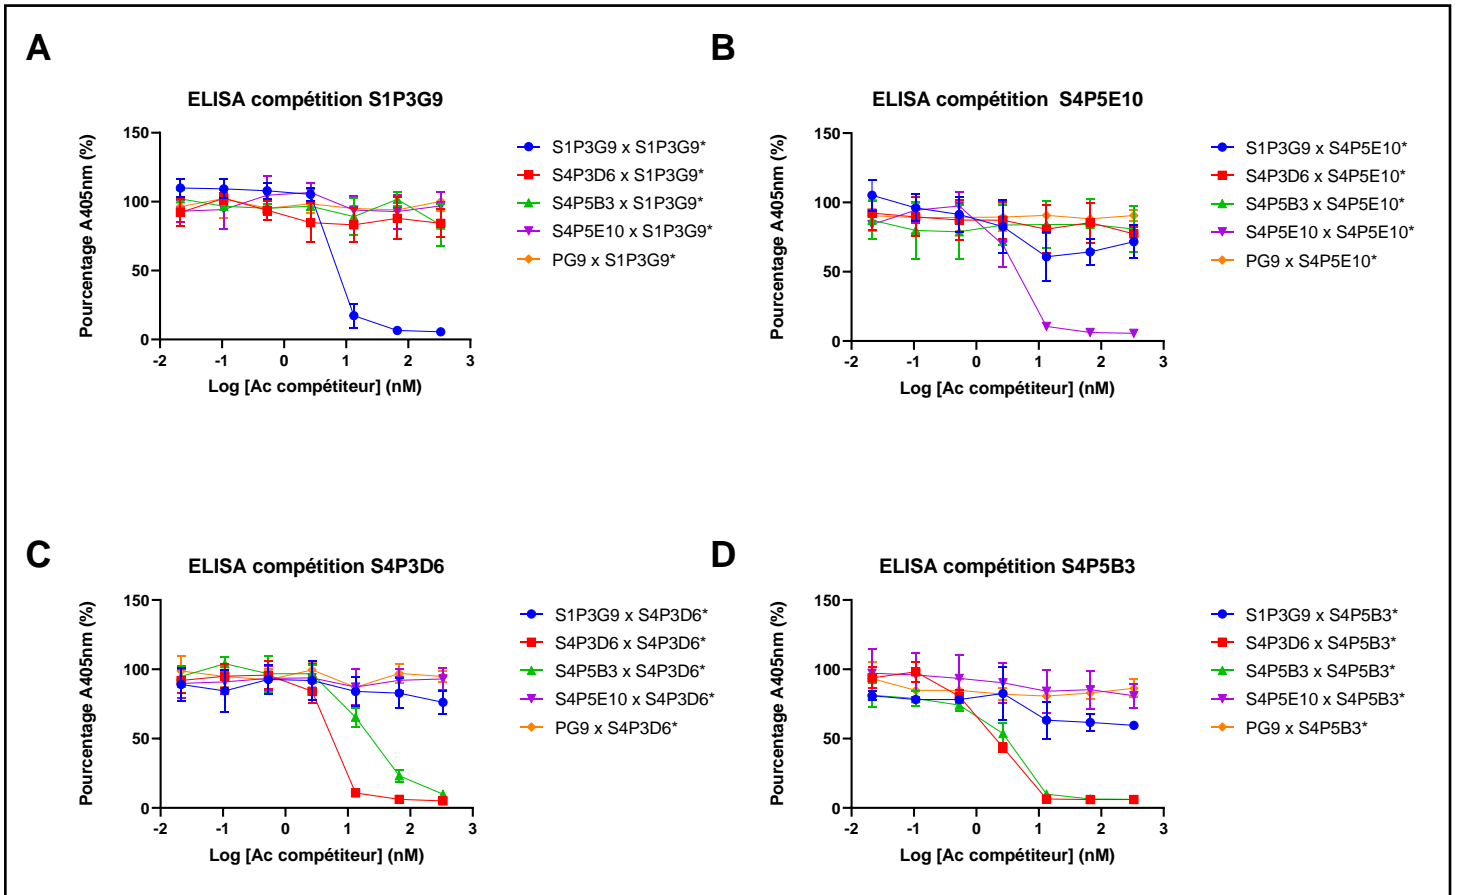 A
ELISA compétition S1P3G9
Pourcentage A405nm (%)
150
100
50
0
-2 -1 0 1 2 3
Log [Ac compétiteur] (nM)
S1P3G9 x S1P3G9*
S4P3D6 x S1P3G9*
S4P5B3 x S1P3G9*
S4P5E10 x S1P3G9*
PG9 x S1P3G9*
B
ELISA compétition S4P5E10
Pourcentage A405nm (%)
150
100
50
0
-2 -1 0 1 2 3
Log [Ac compétiteur] (nM)
S1P3G9 x S4P5E10*
S4P3D6 x S4P5E10*
S4P5B3 x S4P5E10*
S4P5E10 x S4P5E10*
PG9 x S4P5E10*
C
ELISA compétition S4P3D6
Pourcentage A405nm (%)
150
100
50
0
-2 -1 0 1 2 3
Log [Ac compétiteur] (nM)
S1P3G9 x S4P3D6*
S4P3D6 x S4P3D6*
S4P5B3 x S4P3D6*
S4P5E10 x S4P3D6*
PG9 x S4P3D6*
D
ELISA compétition S4P5B3
Pourcentage A405nm (%)
150
100
50
0
-2 -1 0 1 2 3
Log [Ac compétiteur] (nM)
S1P3G9 x S4P5B3*
S4P3D6 x S4P5B3*
S4P5B3 x S4P5B3*
S4P5E10 x S4P5B3*
PG9 x S4P5B3*